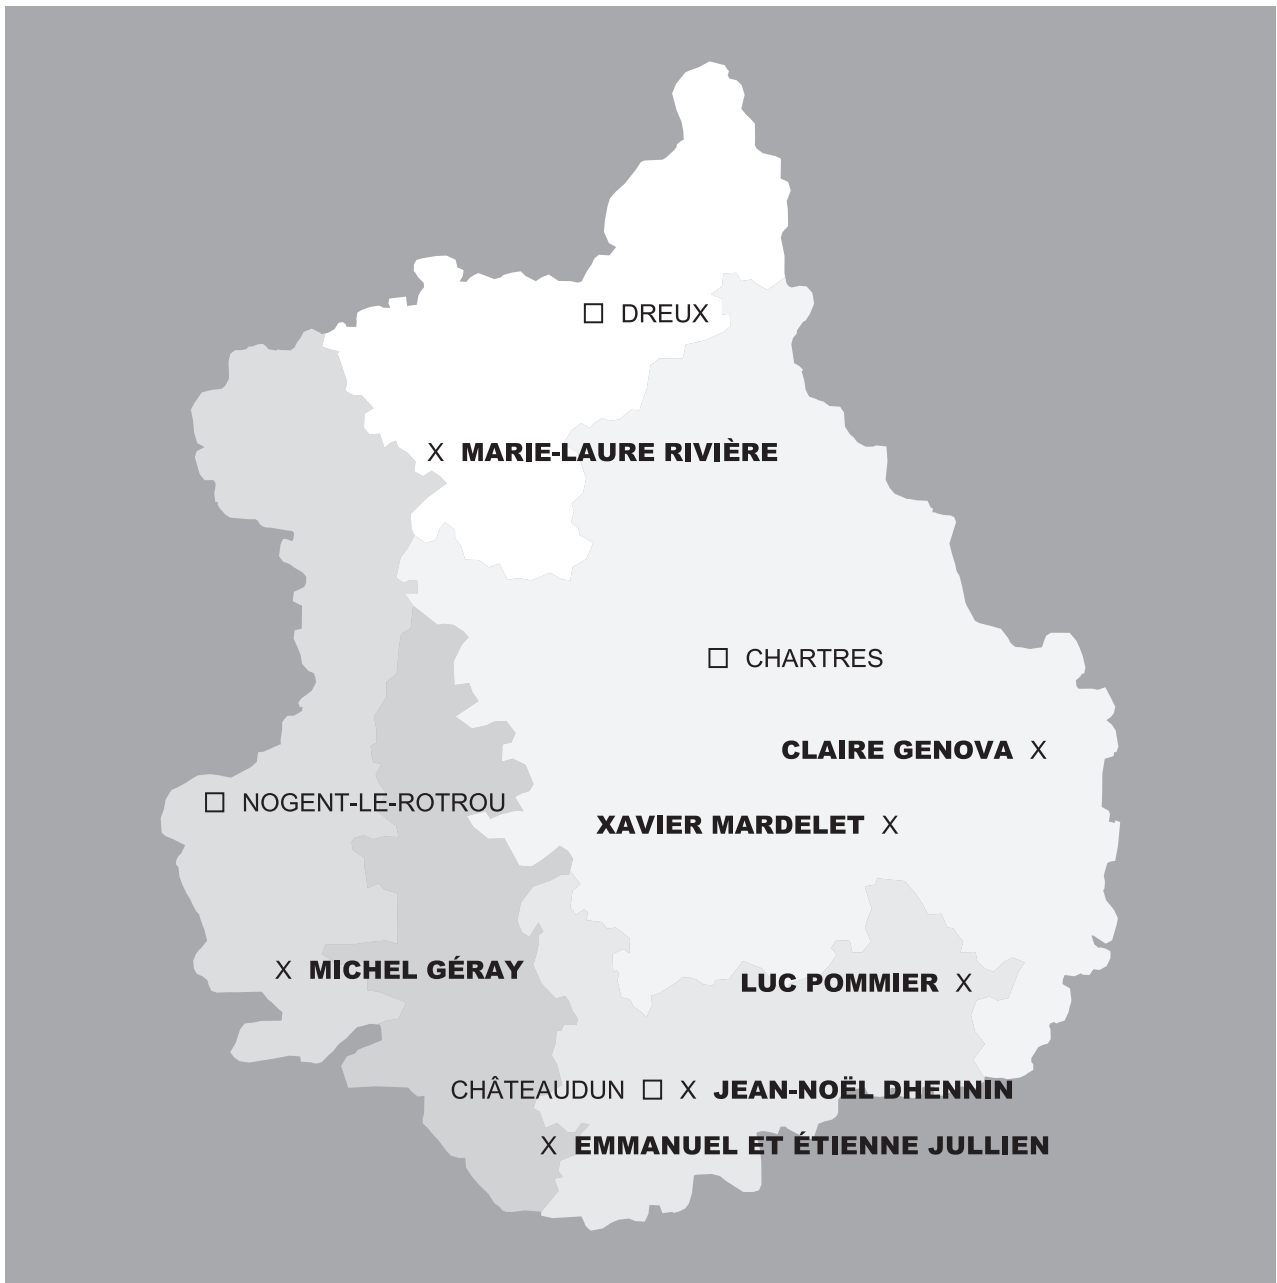 □ DREUX
X MARIE-LAURE RIVIÈRE
□ CHARTRES
CLAIRE GENOVA X
□ NOGENT-LE-ROTROU
XAVIER MARDELET X
X MICHEL GÉRAY
LUC POMMIER X
CHÂTEAUDUN □ X JEAN-NOËL DHENNIN
X EMMANUEL ET ÉTIENNE JULLIEN